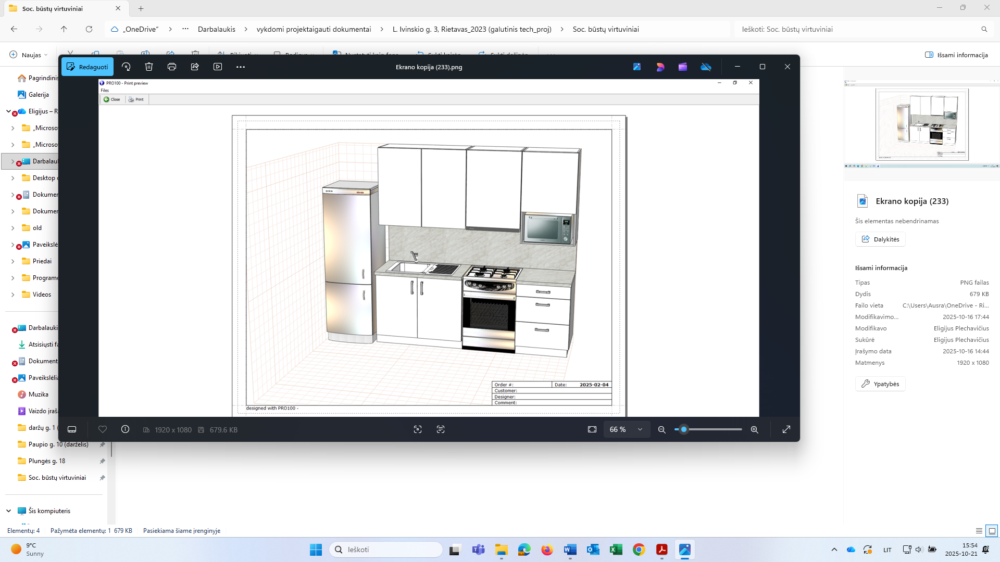 Soc. būstų virtuviniai
„OneDrive“ > ··· Darbalaukis > vykdomi projektaigauti dokumentai > L. Ivinskio g. 3, Rietavas_2023 (galutinis tech_proj) > Soc. būstų virtuviniai
Ieškoti: Soc. būstų virtuviniai
Naujas
Išsami informacija
Redaguoti
Ekrano kopija (233).png
PRO100 - Print preview
Files
Close
Print
Pagrindinis
Galerija
Eligijus – R
„Microso
„Microso
Darbalau
Desktop
Dokumen
Dokumen
old
Paveikslė
Priedai
Program
Videos
Darbalauki
Atsisiųsti fa
Dokument
Paveikslėlia
Muzika
Vaizdo įraš
daržų g. 1 (
Paupio g. 10 (darželis)
Plungės g. 18
Soc. būstų virtuviniai
Šis kompiuteris
Order #:
Date: 2025-02-04
Customer:
Designer:
Comment:
designed with PRO100 -
1920 x 1080
679.6 KB
66 %
Ekrano kopija (233)
Šis elementas nebendrinamas
Dalykitės
Išsami informacija
Tipas PNG failas
Dydis 679 KB
Failo vieta C:\Users\Ausra\OneDrive - Ri...
Modifikavimo... 2025-10-16 17:44
Modifikavo Eligijus Plechavičius
Sukūrė Eligijus Plechavičius
Įrašymo data 2025-10-16 14:44
Matmenys 1920 x 1080
Ypatybės
Elementų: 4
Pažymėta elementų: 1 679 KB
Pasiekiama šiame įrenginyje
9°C
Sunny
Ieškoti
LIT
15:54
2025-10-21